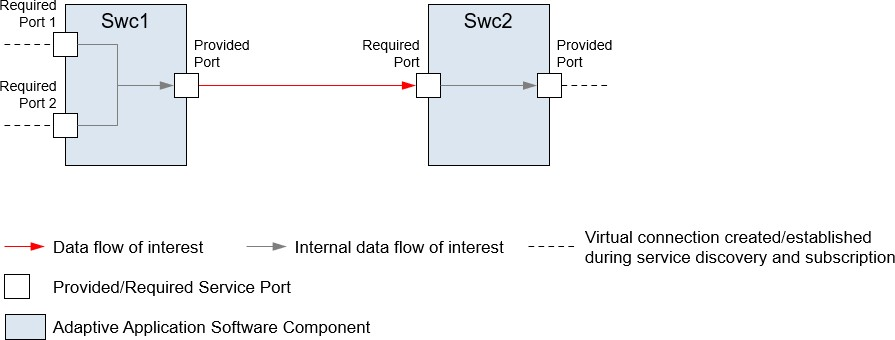 Required
Port 1
Swc1
Provided
Port
Required
Port 2
Required
Port
Swc2
Provided
Port
Data flow of interest
Internal data flow of interest
Virtual connection created/established
during service discovery and subscription
Provided/Required Service Port
Adaptive Application Software Component